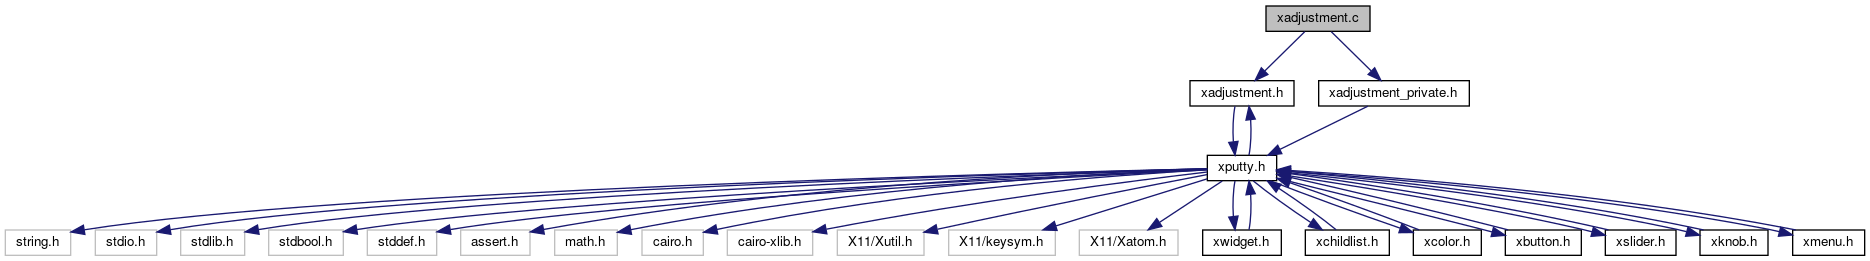 xadjustment.c
xadjustment.h
xadjustment_private.h
xputty.h
string.h
stdio.h
stdlib.h
stdbool.h
stddef.h
assert.h
math.h
cairo.h
cairo-xlib.h
X11/Xutil.h
X11/keysym.h
X11/Xatom.h
xwidget.h
xchildlist.h
xcolor.h
xbutton.h
xslider.h
xknob.h
xmenu.h